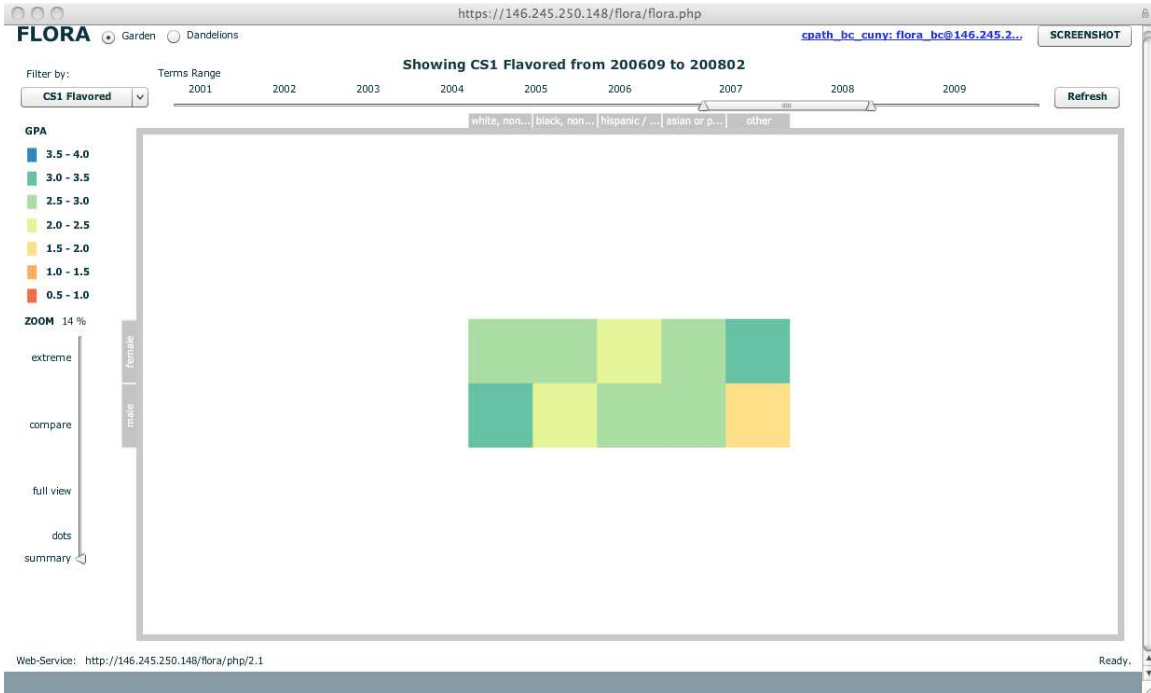 https://146.245.250.148/flora/flora.php
FLORA Garden Dandelions cpath_bc_cuny: flora_bc@146.245.2... SCREENSHOT
Showing CS1 Flavored from 200609 to 200802
Filter by: Terms Range
CS1 Flavored 2001 2002 2003 2004 2005 2006 2007 2008 2009 Refresh
white, non... black, non... hispanic / ... asian or p... other
GPA
3.5 - 4.0
3.0 - 3.5
2.5 - 3.0
2.0 - 2.5
1.5 - 2.0
1.0 - 1.5
0.5 - 1.0
ZOOM 14 %
extreme
female
compare
male
full view
dots
summary
Web-Service: http://146.245.250.148/flora/php/2.1 Ready.